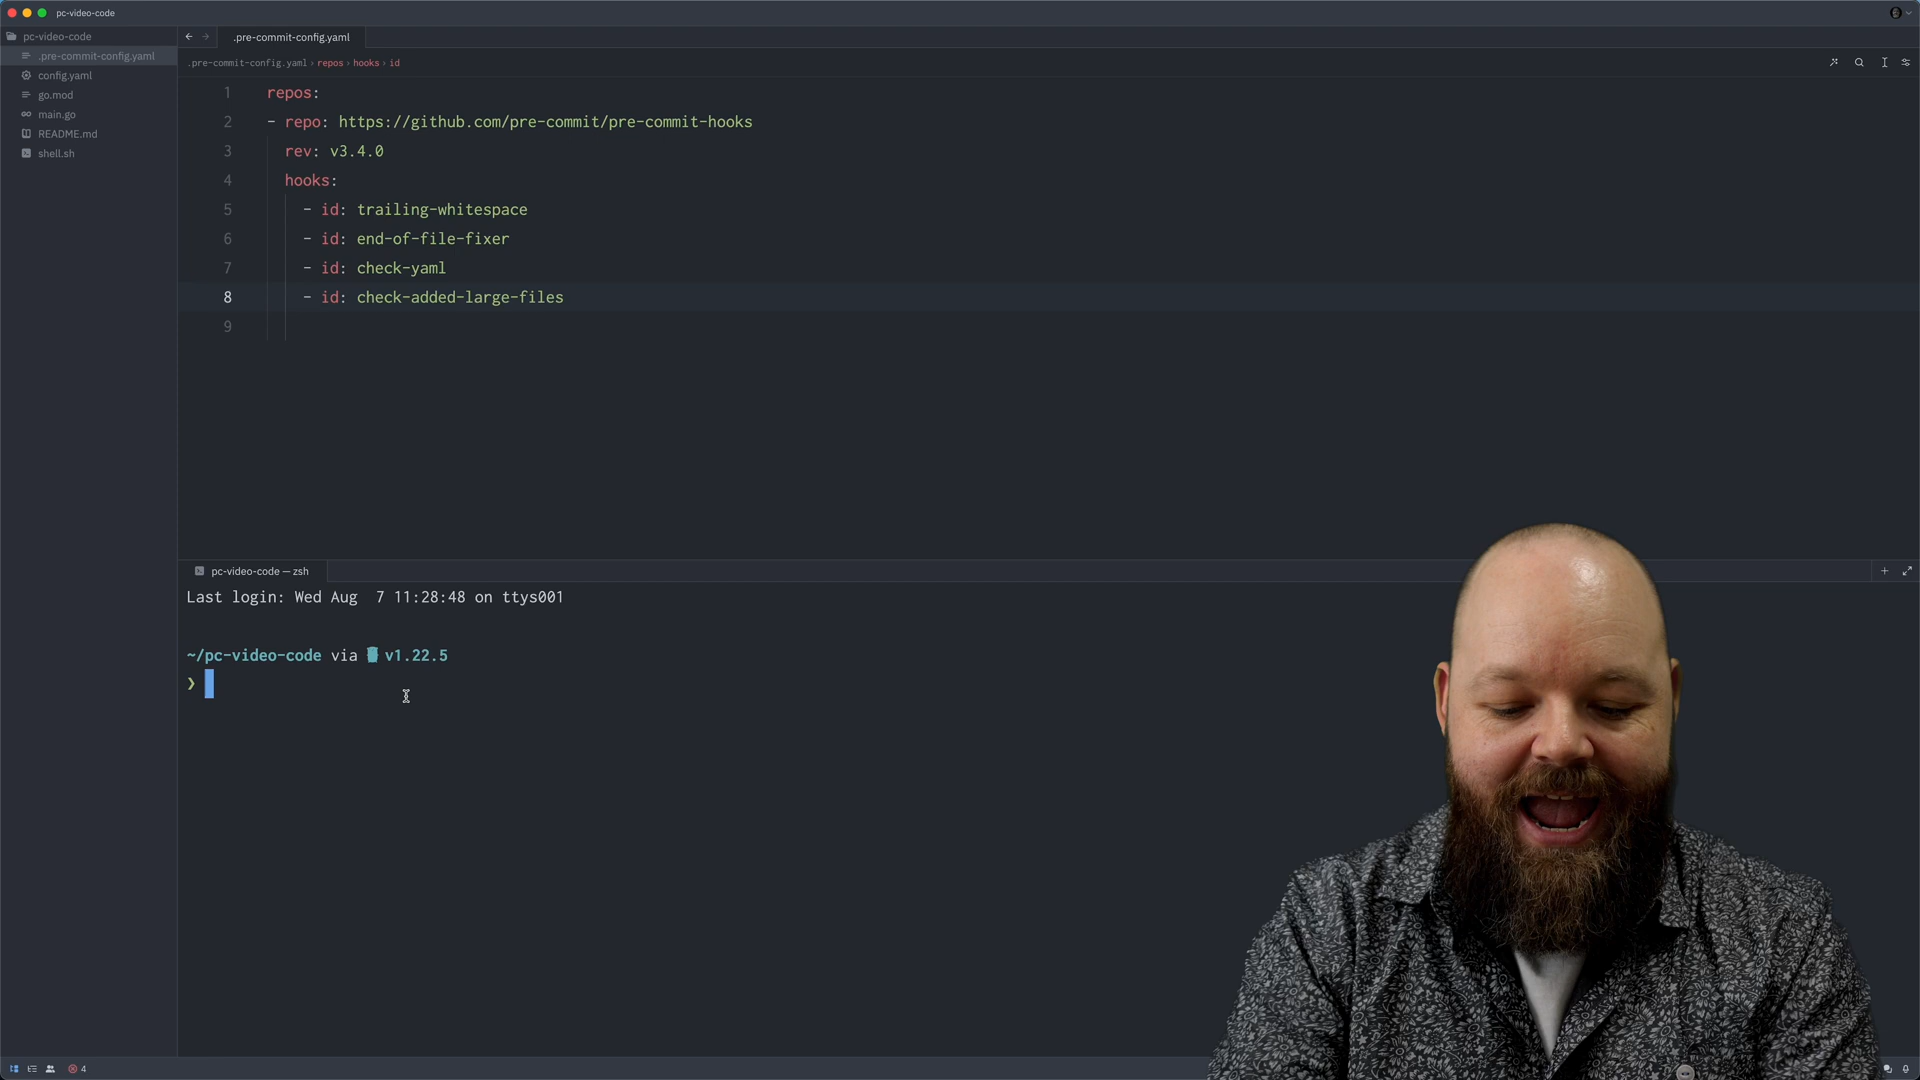 pc-video-code
pc-video-code
.pre-commit-config.yaml
config.yaml
go.mod
main.go
README.md
shell.sh
.pre-commit-config.yaml
.pre-commit-config.yaml › repos › hooks › id
1 repos:
2 - repo: https://github.com/pre-commit/pre-commit-hooks
3 rev: v3.4.0
4 hooks:
5 - id: trailing-whitespace
6 - id: end-of-file-fixer
7 - id: check-yaml
8 - id: check-added-large-files
9
pc-video-code — zsh
Last login: Wed Aug 7 11:28:48 on ttys001
~/pc-video-code via v1.22.5
❯
4